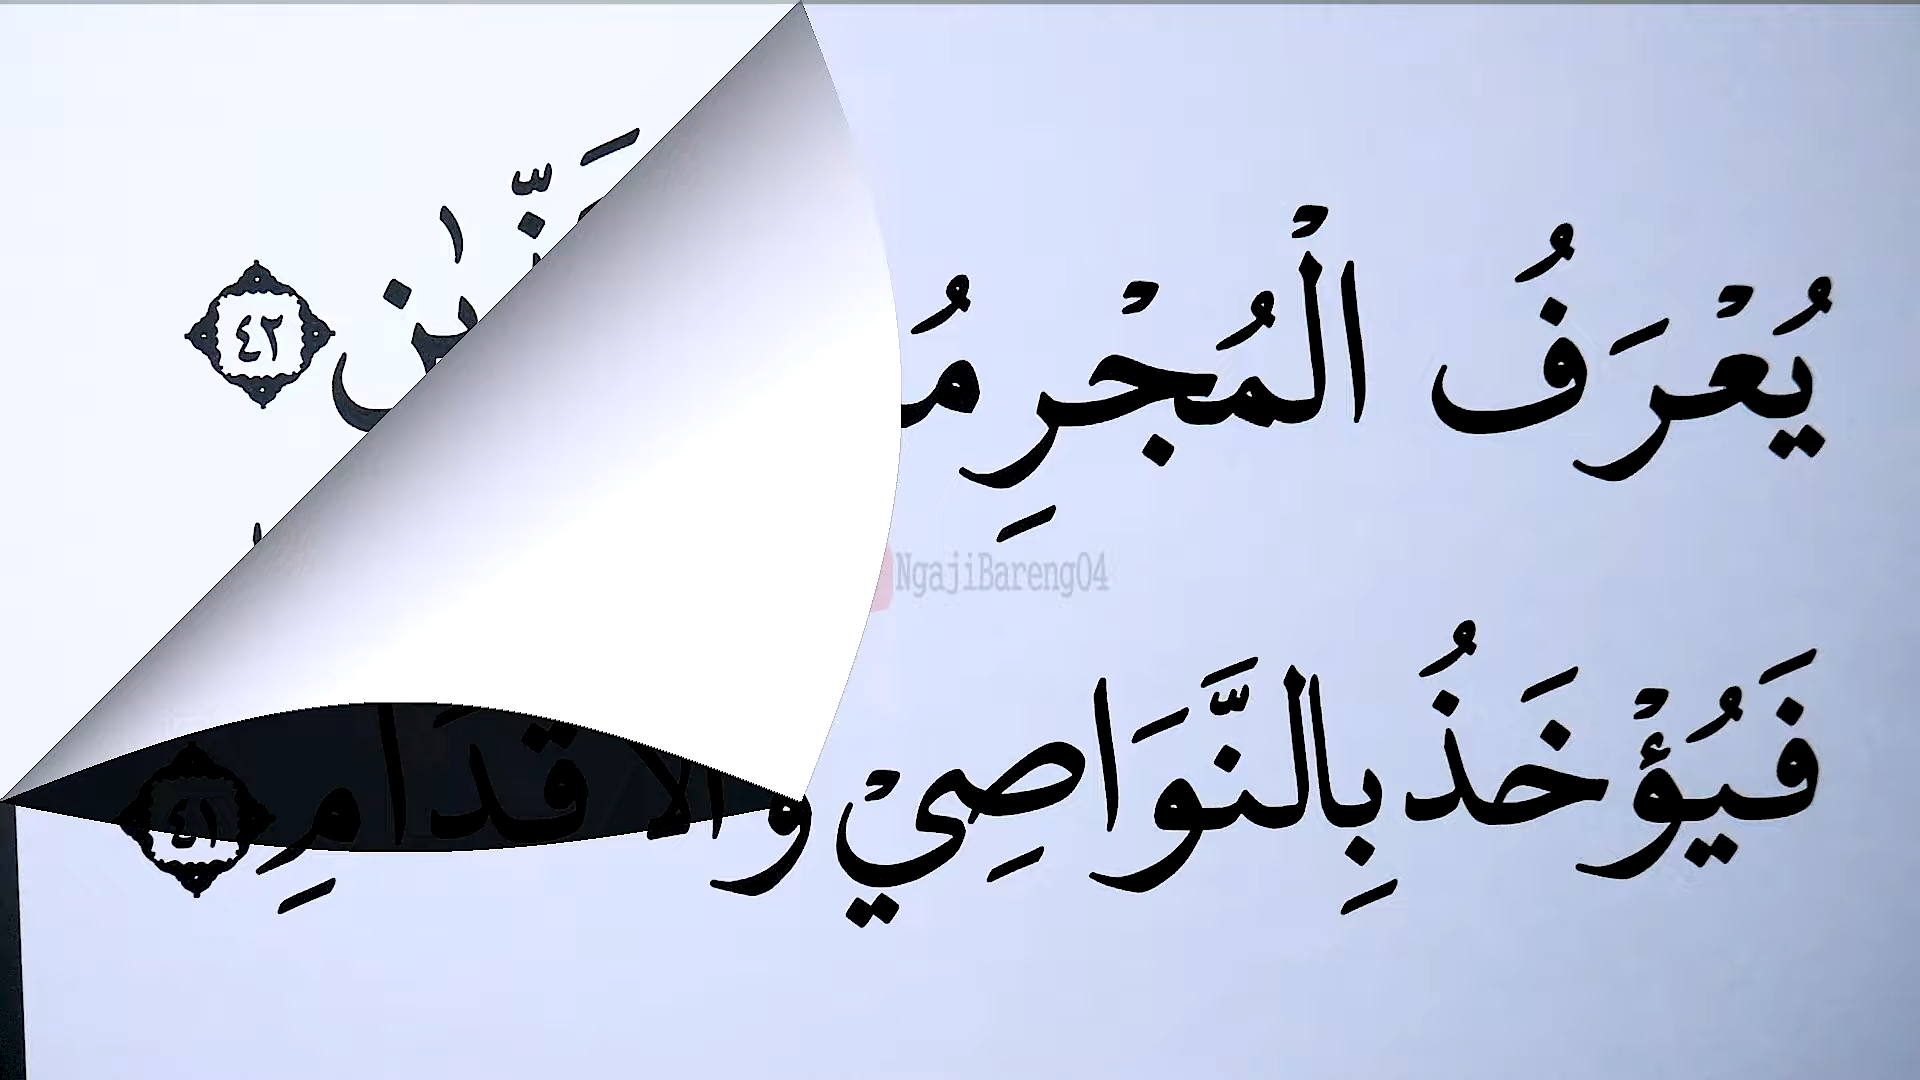 يُعْرَفُ الْمُجْرِمُ
NgajiBareng04
فَيُؤْخَذُ بِالنَّوَاصِيْ وَالْاَقْدَامِ ٤١
٤٢